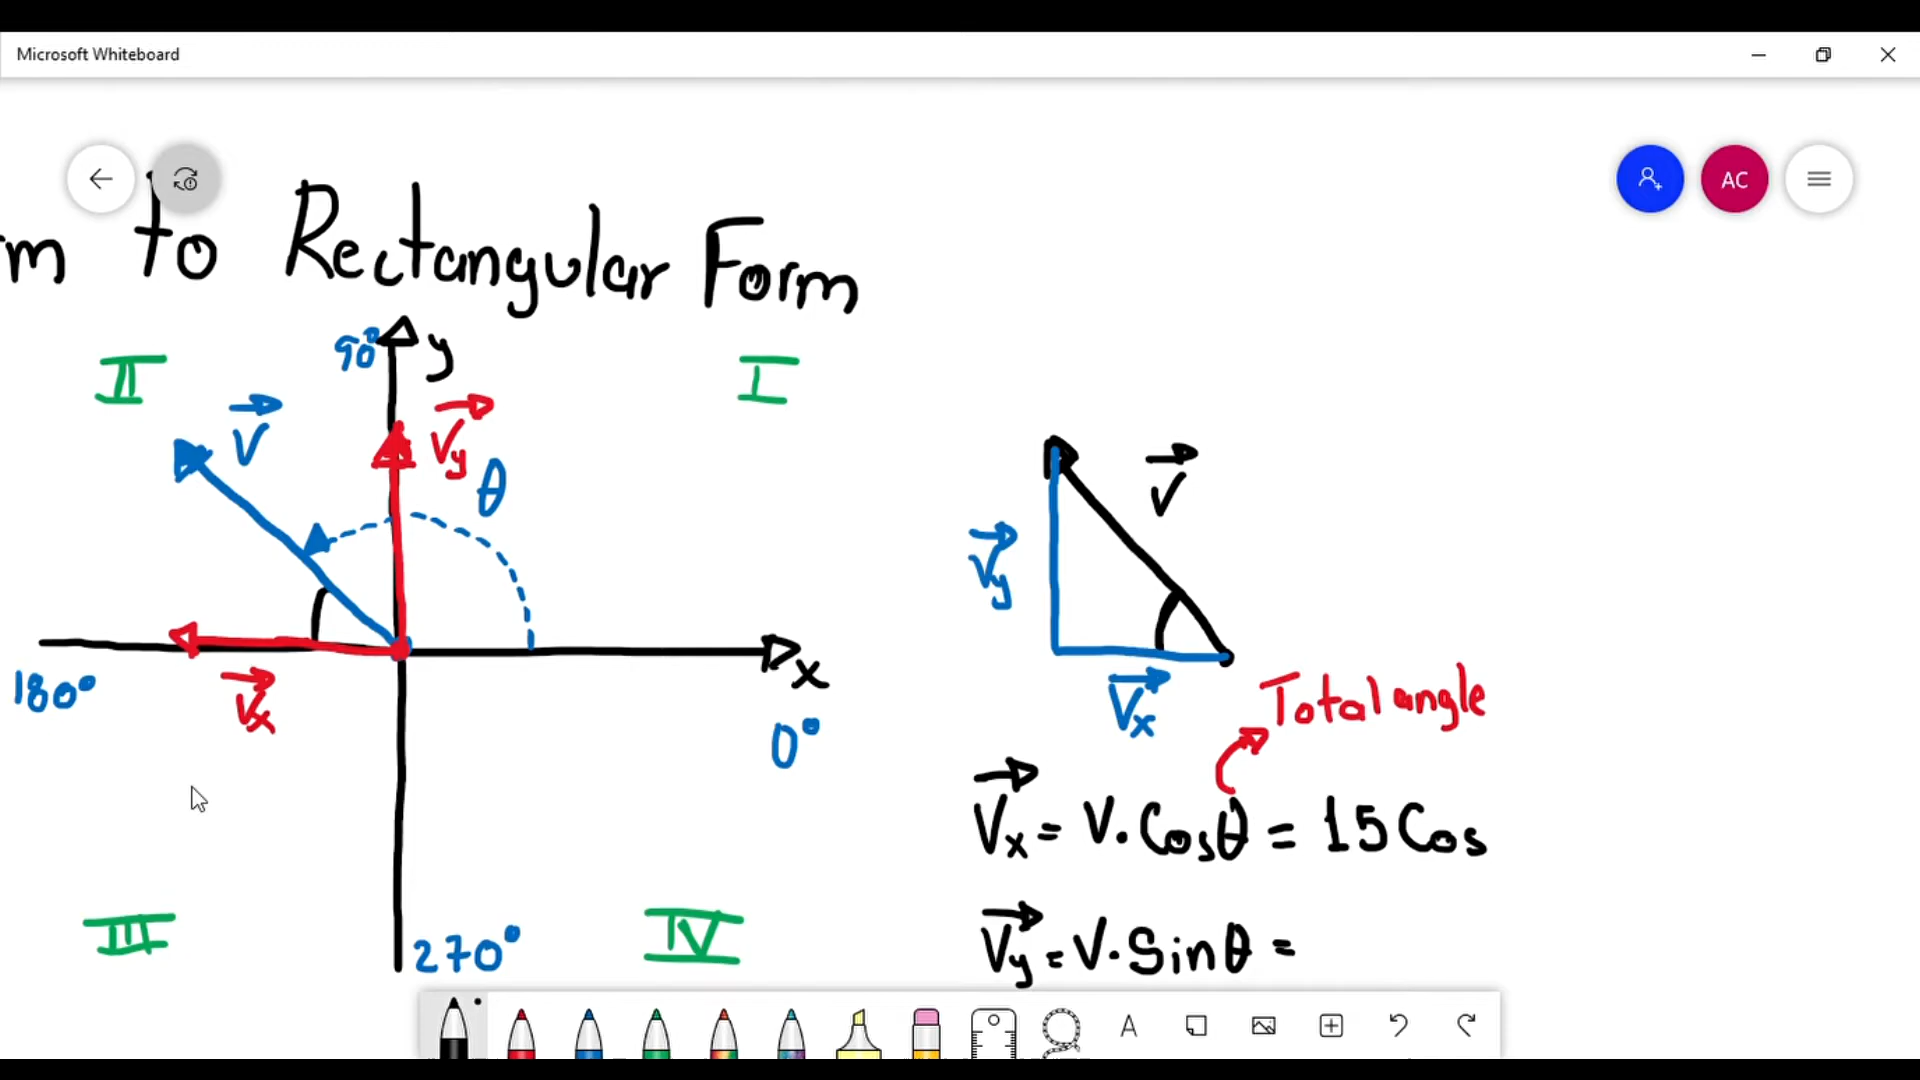 Microsoft Whiteboard
AC
m to Rectangular Form
90°
y
II
I
V
Vy
θ
V
Vy
180°
Vx
x
0°
Vx
Total angle
Vx = V. Cosθ = 15 Cos
III
270°
IV
Vy = V. Sinθ =
A